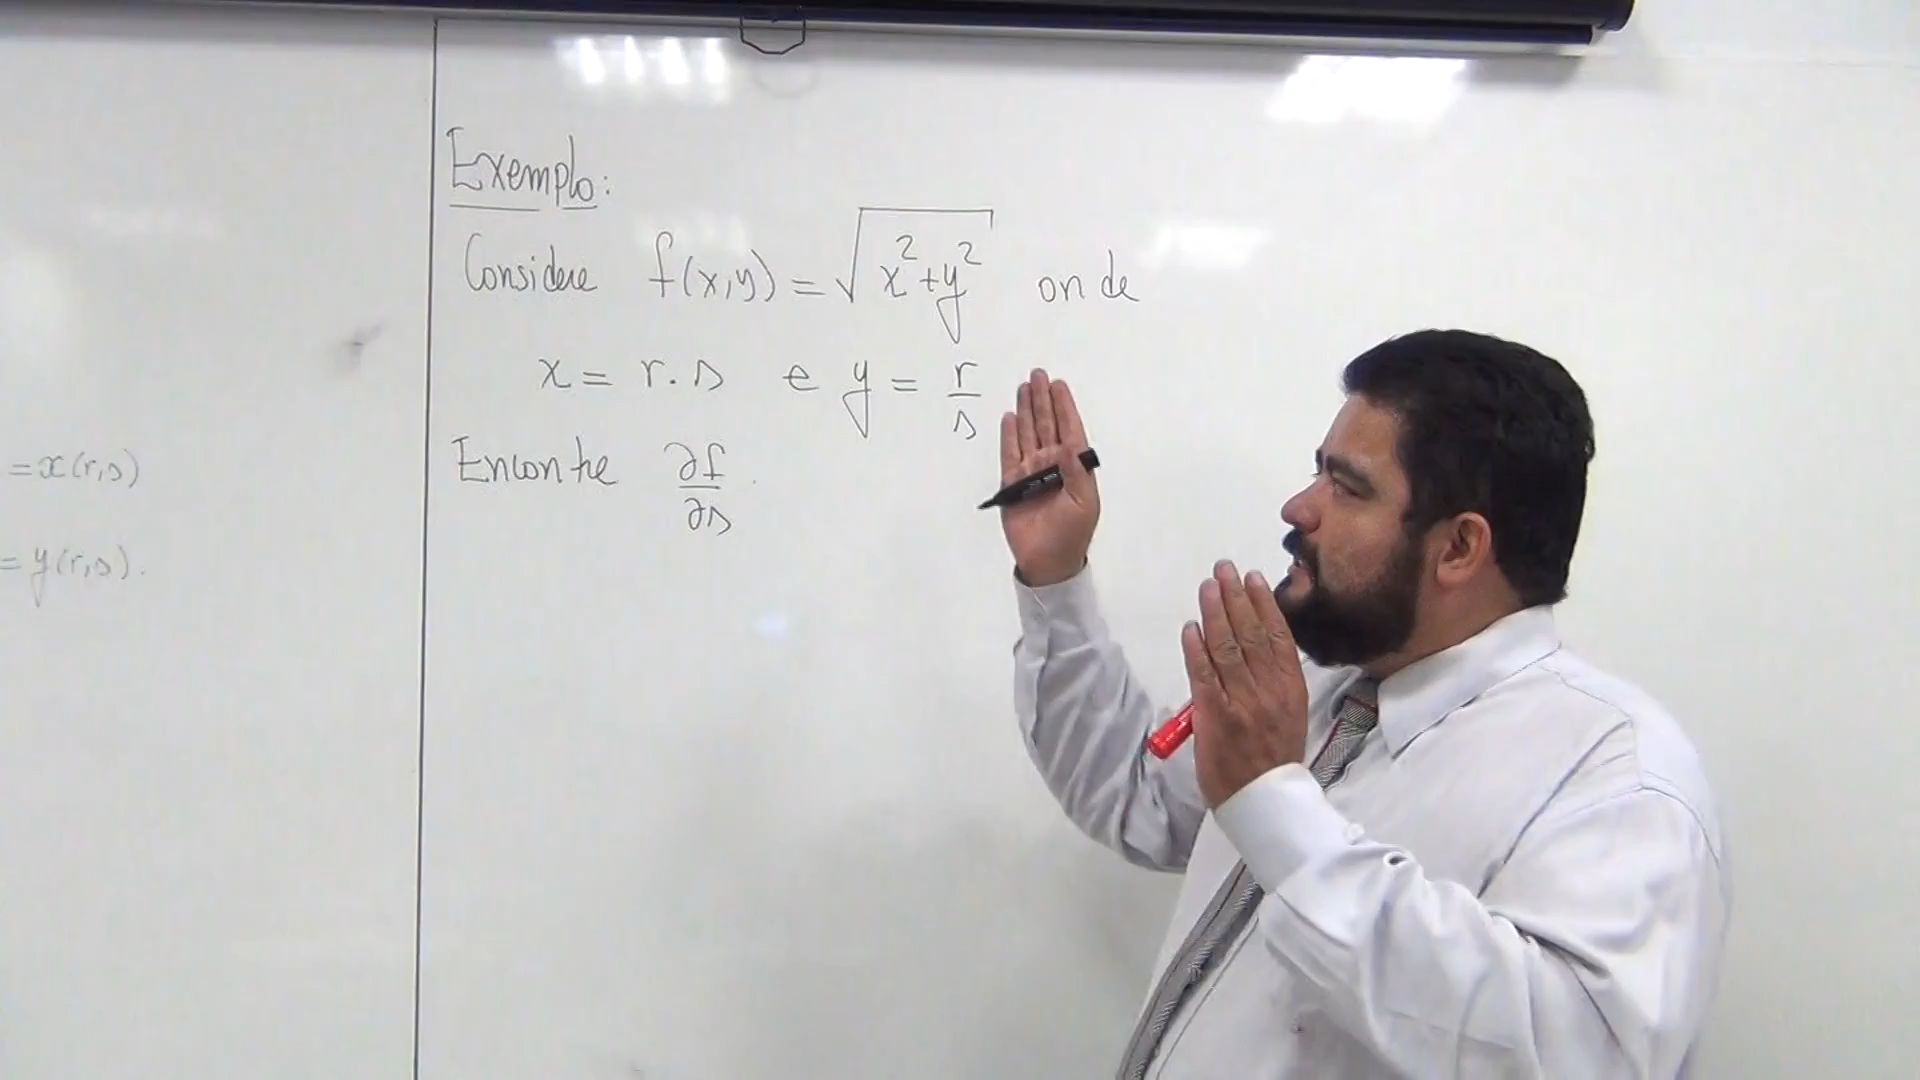 = x(r,s)
= y(r,s).
Exemplo:
Considere f(x,y) = √(x²+y²) onde
x = r.s e y = r/s
Encontre ∂f/∂s.